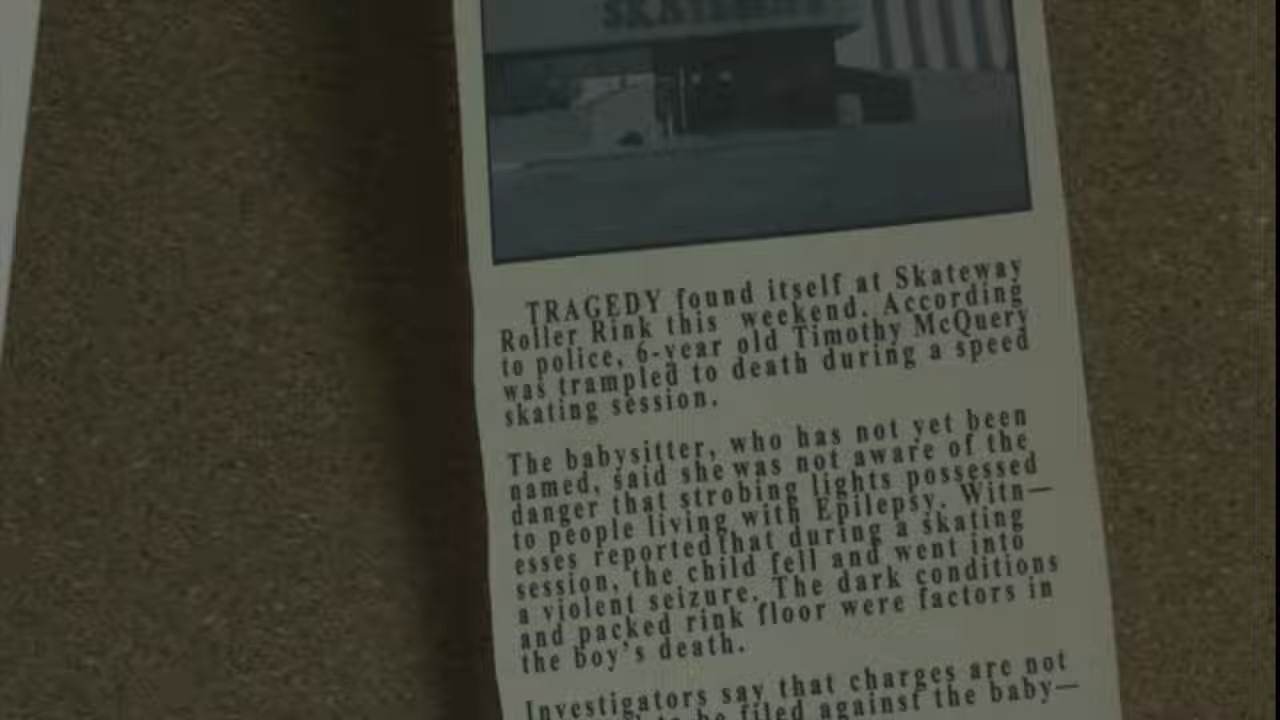 TRAGEDY found itself at Skateway
Roller Rink this weekend. According
to police, 6-year old Timothy McQuery
was trampled to death during a speed
skating session.
The babysitter, who has not yet been
named, said she was not aware of the
danger that strobing lights possessed
to people living with Epilepsy. Witn—
esses reported that during a skating
session, the child fell and went into
a violent seizure. The dark conditions
and packed rink floor were factors in
the boy's death.
Investigators say that charges are not
to be filed against the baby—